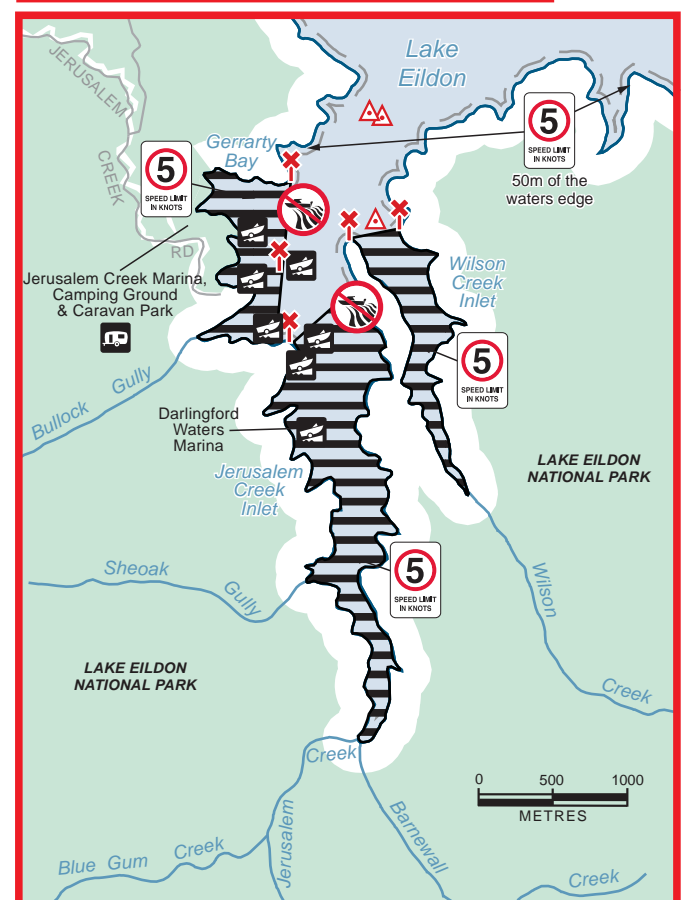 Lake
Eildon
JERUSALEM
CREEK
RD
Gerrarty
Bay
5
SPEED LIMIT
IN KNOTS
5
SPEED LIMIT
IN KNOTS
50m of the
waters edge
Jerusalem Creek Marina,
Camping Ground
& Caravan Park
Wilson
Creek
Inlet
5
SPEED LIMIT
IN KNOTS
Bullock Gully
Darlingford
Waters
Marina
Jerusalem
Creek
Inlet
LAKE EILDON
NATIONAL PARK
5
SPEED LIMIT
IN KNOTS
Sheoak Gully
Wilson Creek
LAKE EILDON
NATIONAL PARK
Jerusalem Creek
Barnewall Creek
Blue Gum Creek
0 500 1000
METRES